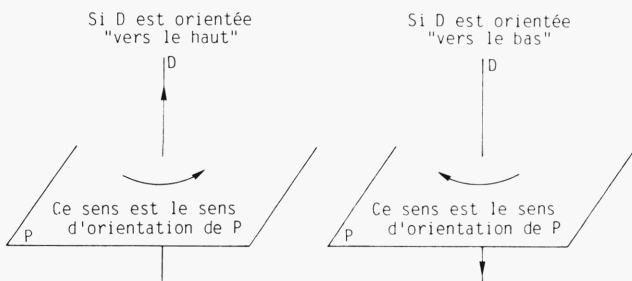 Si D est orientée
"vers le haut"
D
Ce sens est le sens
d'orientation de P
P
Si D est orientée
"vers le bas"
D
Ce sens est le sens
d'orientation de P
P